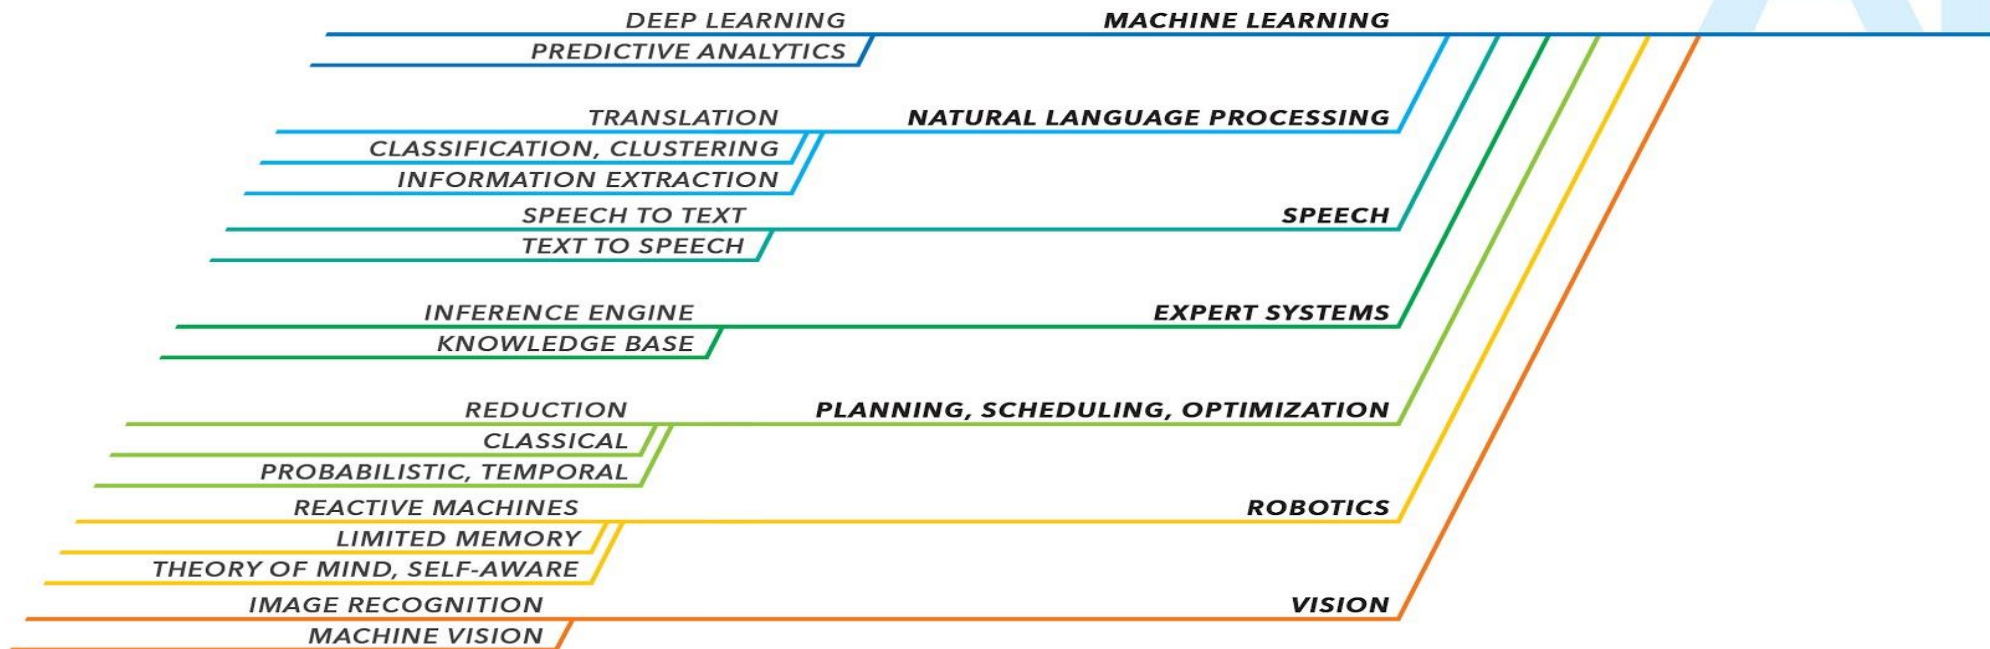 DEEP LEARNING MACHINE LEARNING
PREDICTIVE ANALYTICS
TRANSLATION NATURAL LANGUAGE PROCESSING
CLASSIFICATION, CLUSTERING
INFORMATION EXTRACTION
SPEECH TO TEXT SPEECH
TEXT TO SPEECH
INFERENCE ENGINE EXPERT SYSTEMS
KNOWLEDGE BASE
REDUCTION PLANNING, SCHEDULING, OPTIMIZATION
CLASSICAL
PROBABILISTIC, TEMPORAL
REACTIVE MACHINES ROBOTICS
LIMITED MEMORY
THEORY OF MIND, SELF-AWARE
IMAGE RECOGNITION VISION
MACHINE VISION